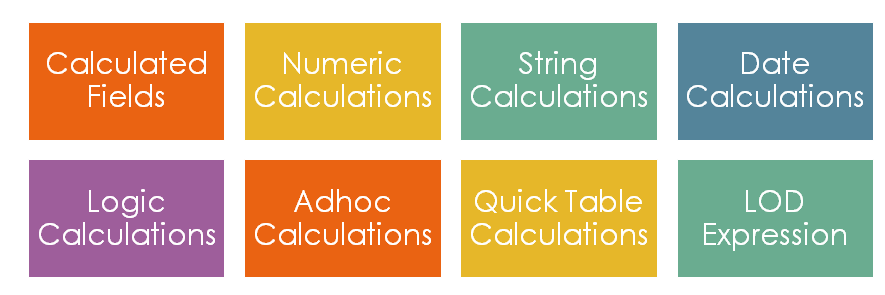 Calculated
Fields
Numeric
Calculations
String
Calculations
Date
Calculations
Logic
Calculations
Adhoc
Calculations
Quick Table
Calculations
LOD
Expression